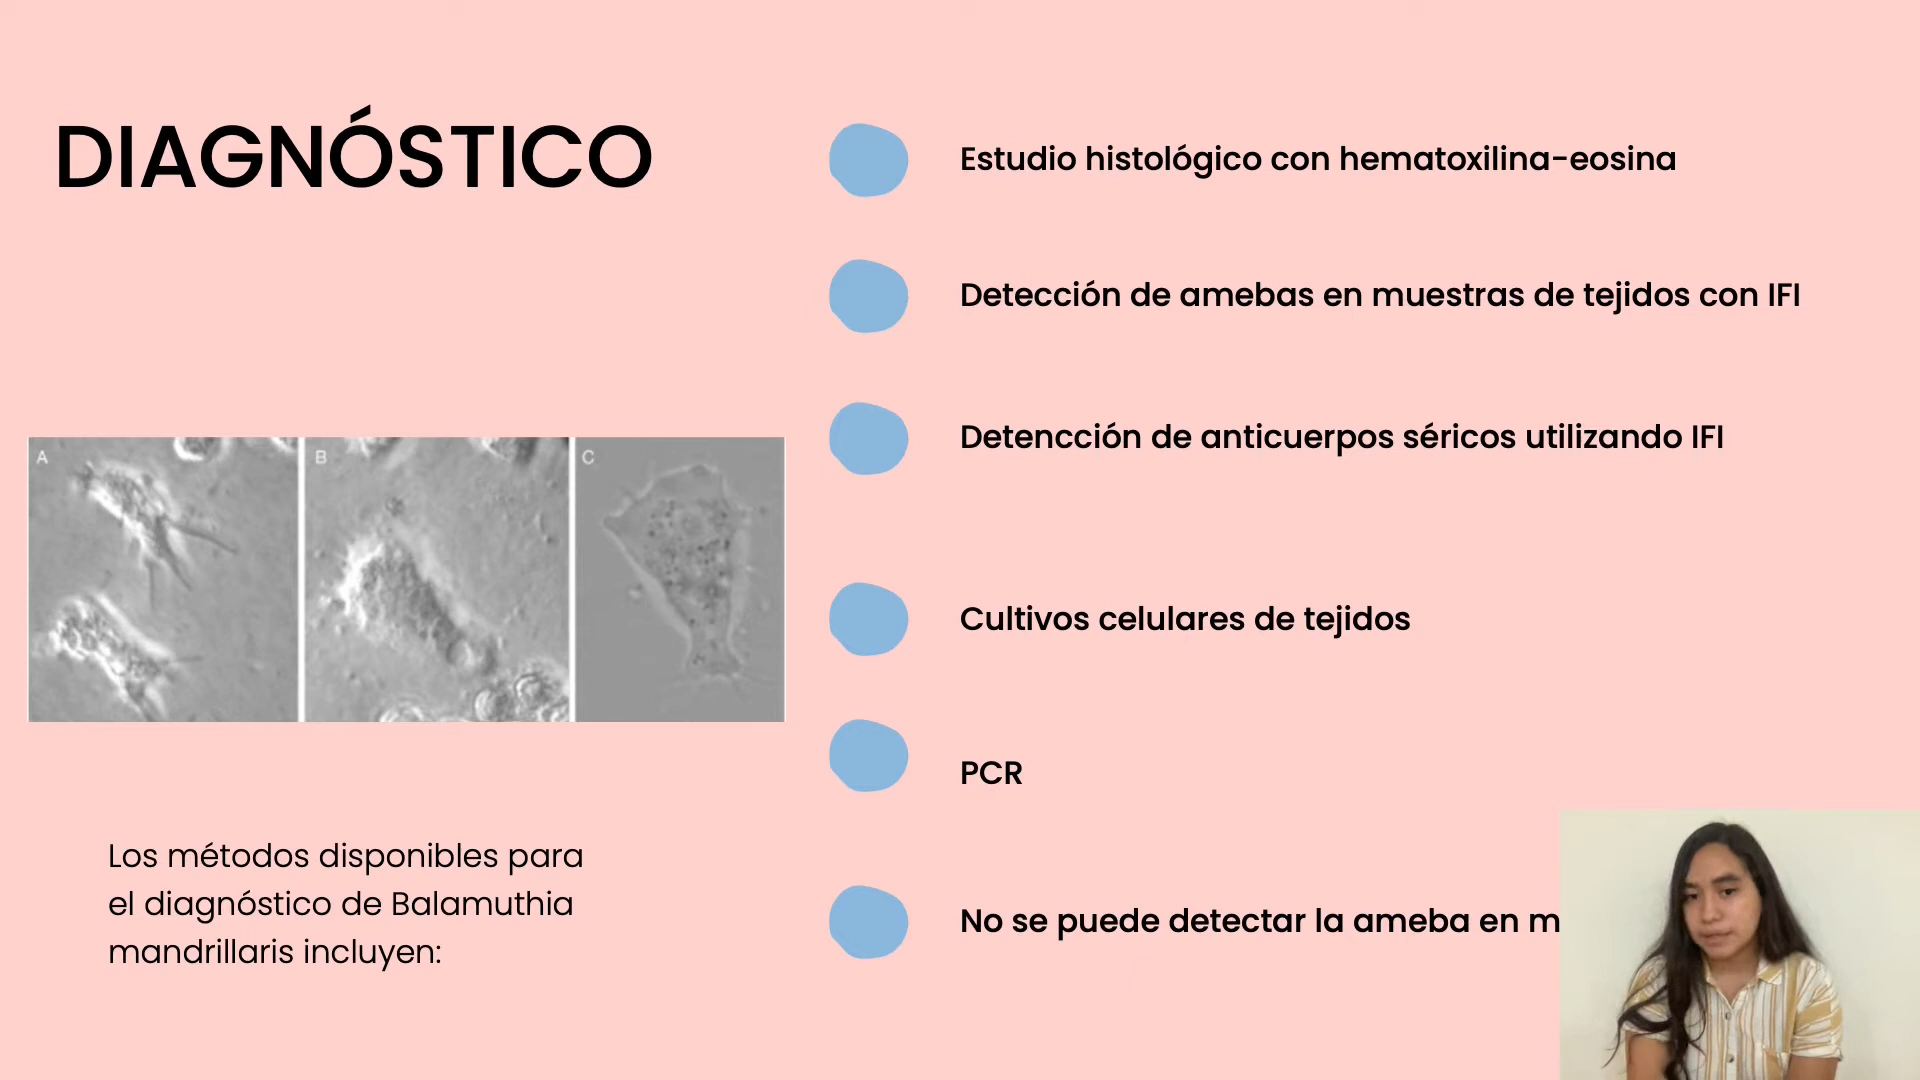 DIAGNÓSTICO
Estudio histológico con hematoxilina-eosina
Detección de amebas en muestras de tejidos con IFI
Detencción de anticuerpos séricos utilizando IFI
Cultivos celulares de tejidos
PCR
No se puede detectar la ameba en
A
B
C
Los métodos disponibles para
el diagnóstico de Balamuthia
mandrillaris incluyen: